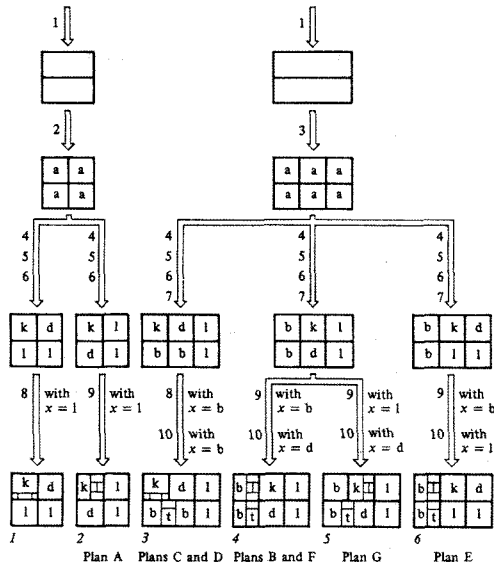 1 1
2 3
a a a a a
a a a a a
4 4 4 4 4
5 5 5 5 5
6 6 6 6 6
7 7 7
k d k l k d l b k l b k d
l l d l b b l b d l b l l
8 with 9 with 8 with 9 with 9 with 9 with
x = l x = l x = b x = b x = l x = b
10 with 10 with 10 with 10 with
x = b x = d x = d x = l
k d k l k d l b k l b k l b k d
l l d l b t b l b t d l b t d l b t l l
1 2 3 4 5 6
Plan A Plans C and D Plans B and F Plan G Plan E